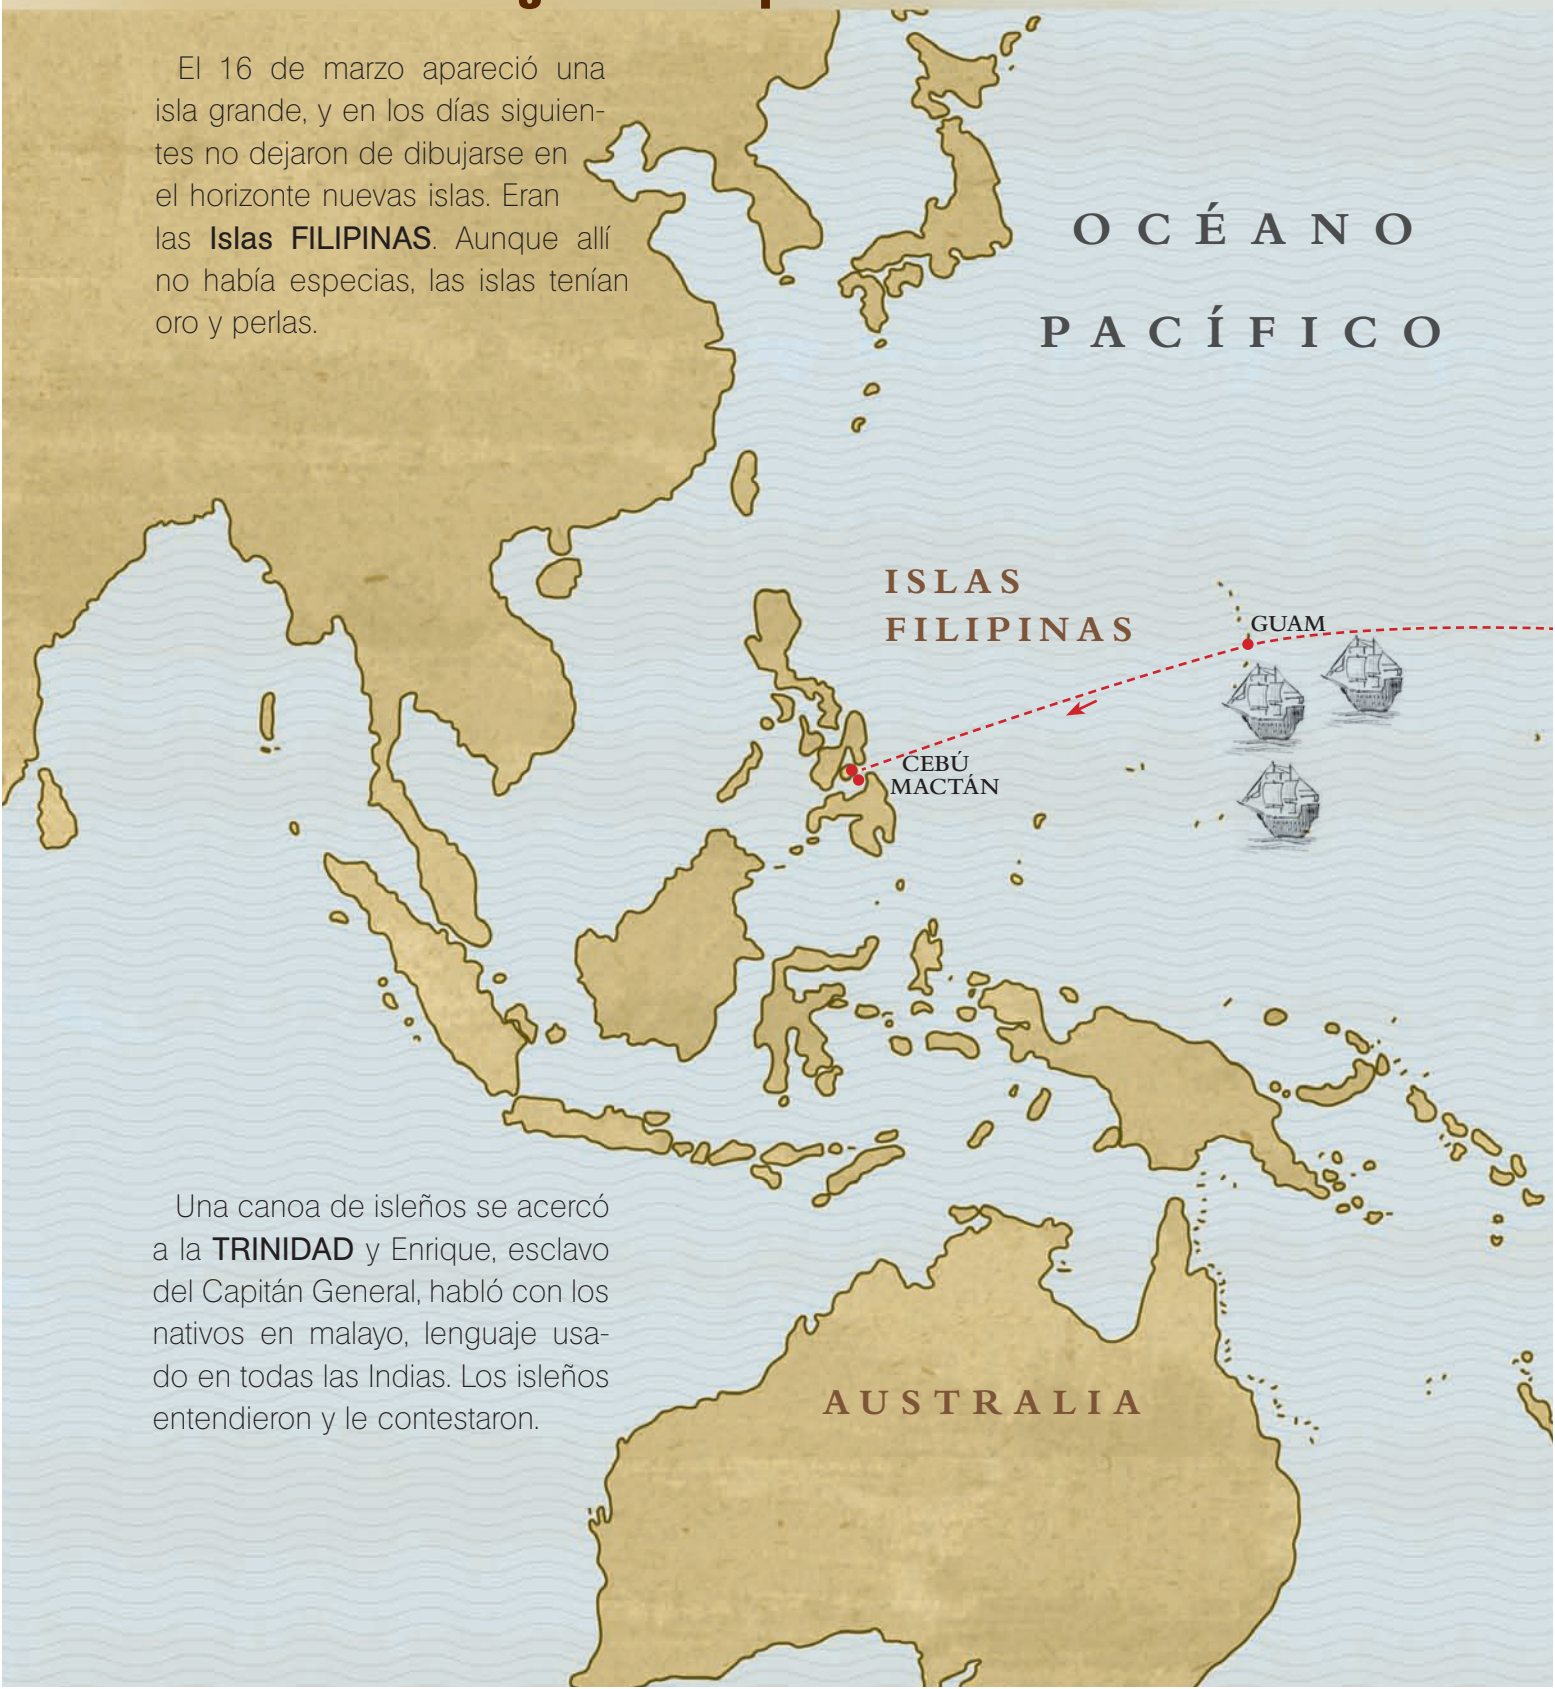 El 16 de marzo apareció una
isla grande, y en los días siguien-
tes no dejaron de dibujarse en
el horizonte nuevas islas. Eran
las Islas FILIPINAS. Aunque allí
no había especias, las islas tenían
oro y perlas.
OCÉANO
PACÍFICO
ISLAS
FILIPINAS
GUAM
CEBÚ
MACTÁN
Una canoa de isleños se acercó
a la TRINIDAD y Enrique, esclavo
del Capitán General, habló con los
nativos en malayo, lenguaje usa-
do en todas las Indias. Los isleños
entendieron y le contestaron.
AUSTRALIA